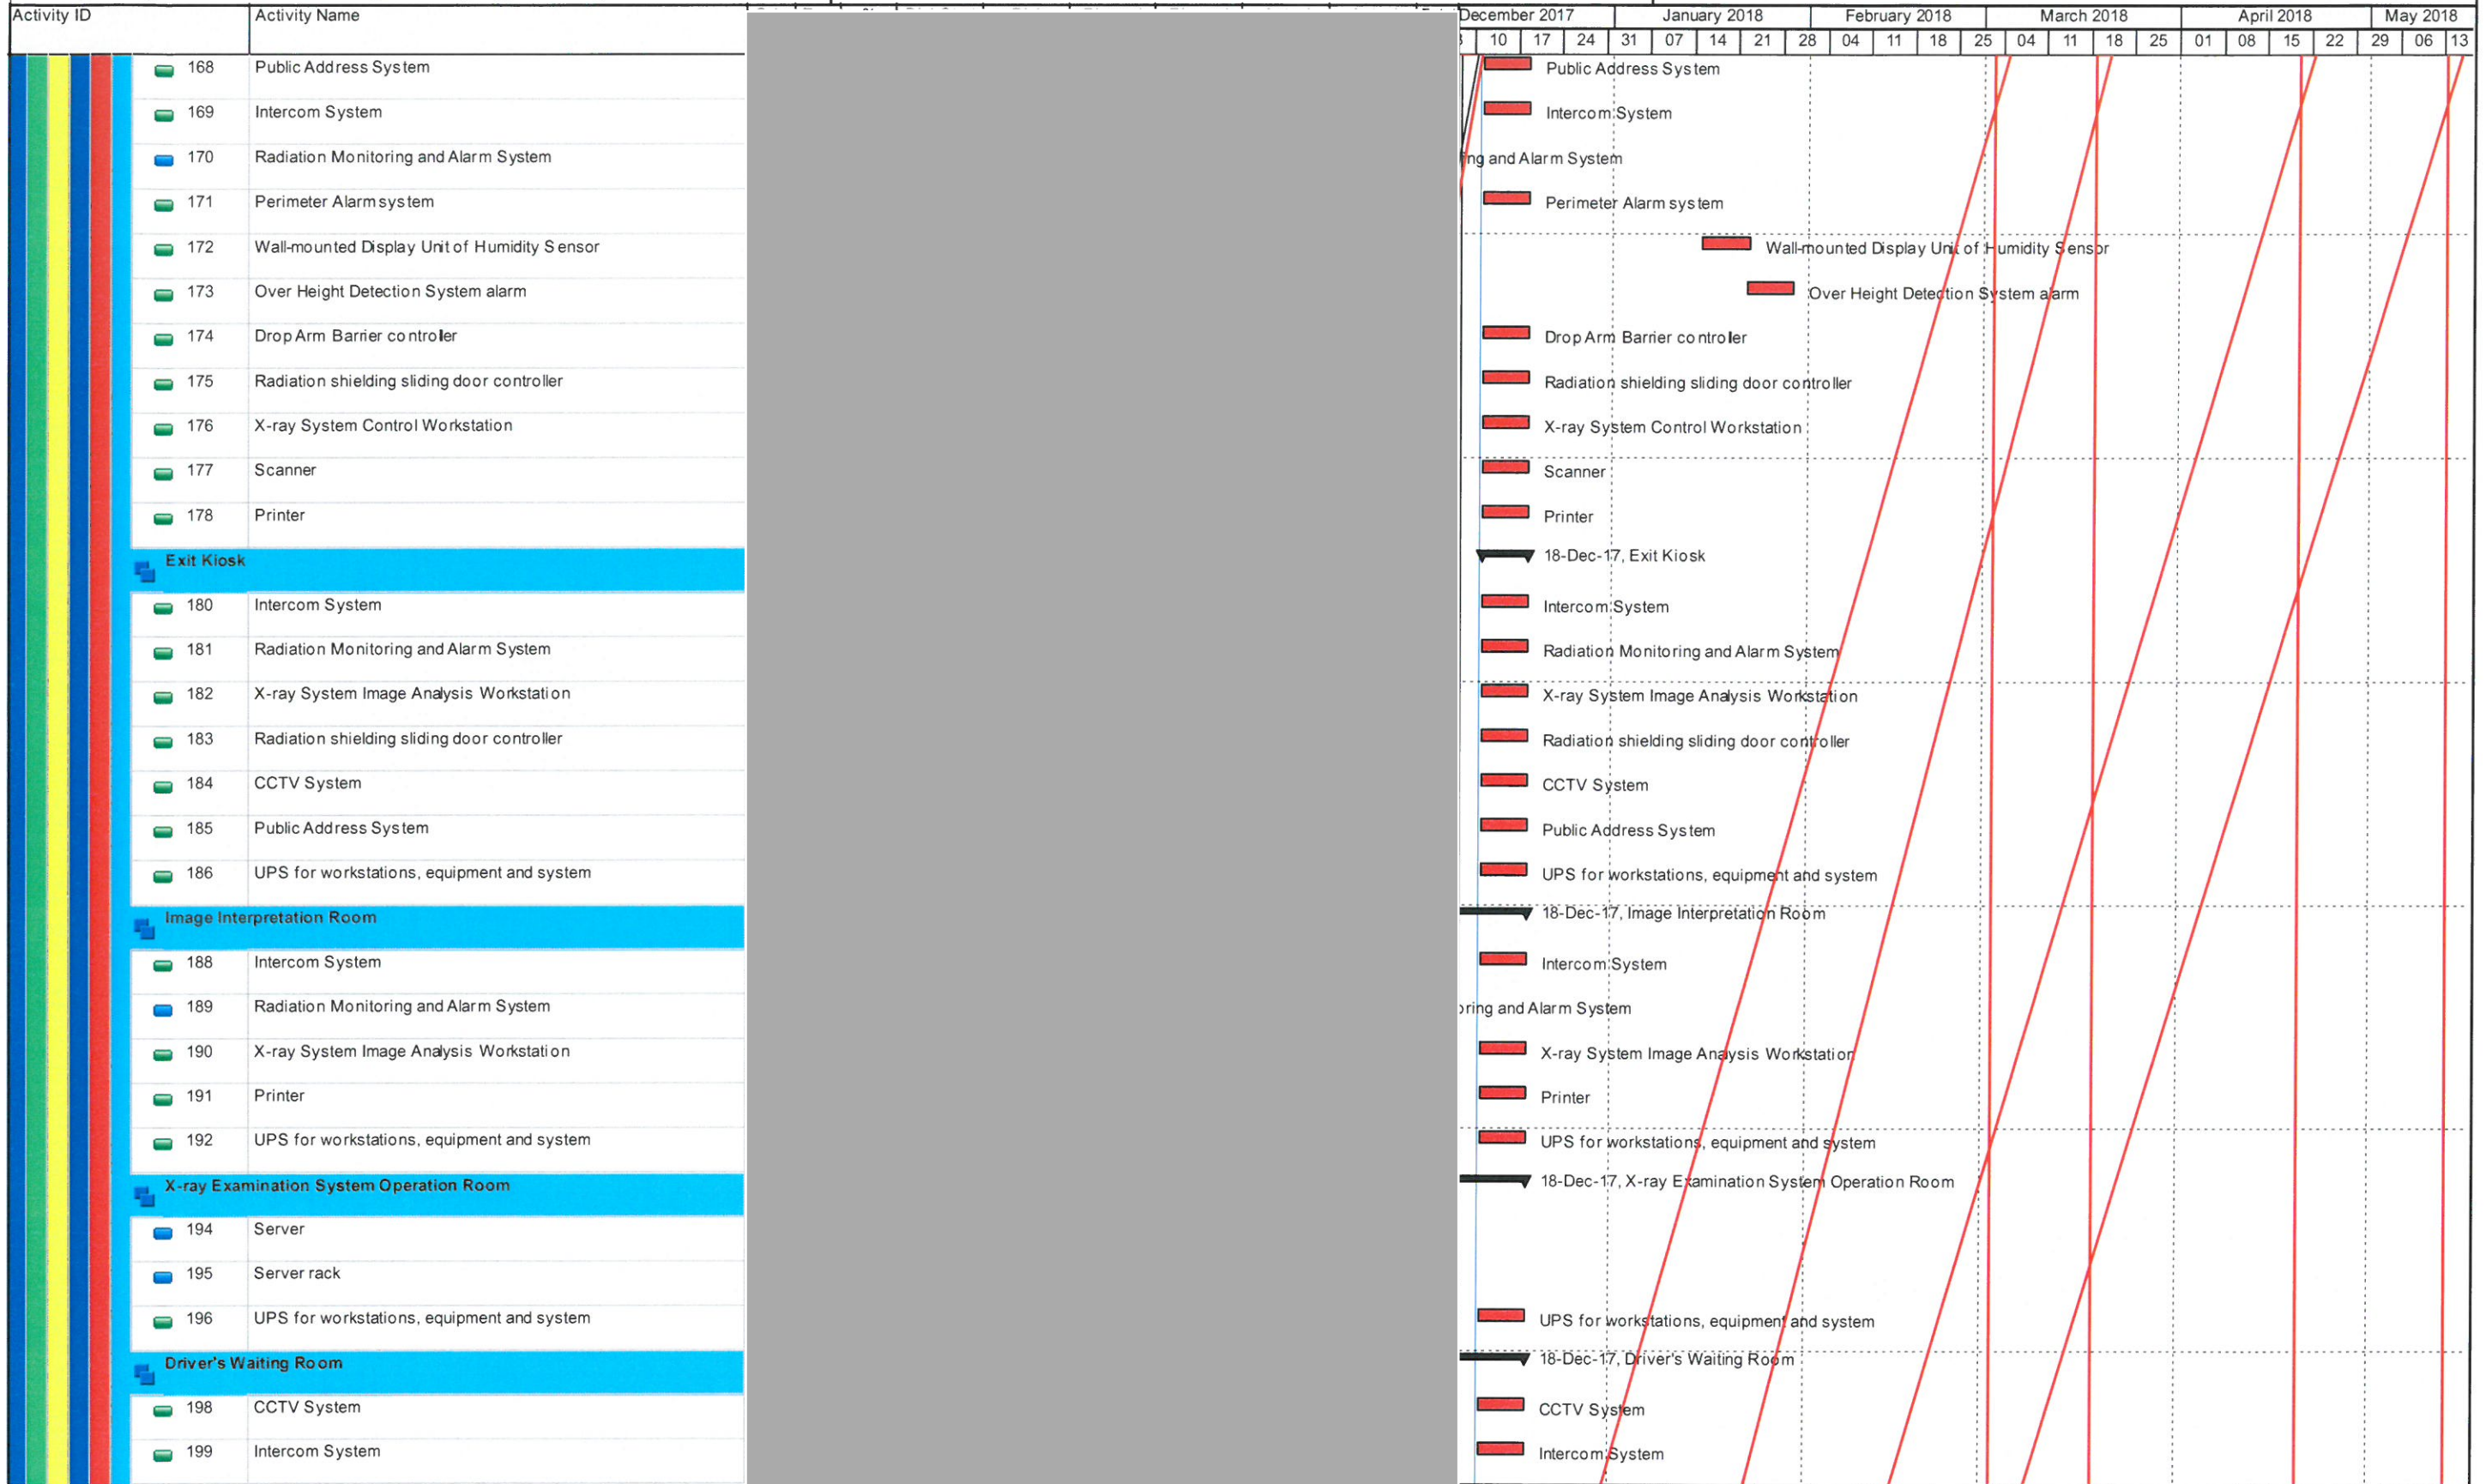 Activity ID Activity Name December 2017 January 2018 February 2018 March 2018 April 2018 May 2018
10 17 24 31 07 14 21 28 04 11 18 25 04 11 18 25 01 08 15 22 29 06 13
168 Public Address System Public Address System
169 Intercom System Intercom System
170 Radiation Monitoring and Alarm System and Alarm System
171 Perimeter Alarm system Perimeter Alarm system
172 Wall-mounted Display Unit of Humidity Sensor Wall-mounted Display Unit of Humidity Sensor
173 Over Height Detection System alarm Over Height Detection System alarm
174 Drop Arm Barrier controller Drop Arm Barrier controller
175 Radiation shielding sliding door controller Radiation shielding sliding door controller
176 X-ray System Control Workstation X-ray System Control Workstation
177 Scanner Scanner
178 Printer Printer
Exit Kiosk 18-Dec-17, Exit Kiosk
180 Intercom System Intercom System
181 Radiation Monitoring and Alarm System Radiation Monitoring and Alarm System
182 X-ray System Image Analysis Workstation X-ray System Image Analysis Workstation
183 Radiation shielding sliding door controller Radiation shielding sliding door controller
184 CCTV System CCTV System
185 Public Address System Public Address System
186 UPS for workstations, equipment and system UPS for workstations, equipment and system
Image Interpretation Room 18-Dec-17, Image Interpretation Room
188 Intercom System Intercom System
189 Radiation Monitoring and Alarm System oring and Alarm System
190 X-ray System Image Analysis Workstation X-ray System Image Analysis Workstation
191 Printer Printer
192 UPS for workstations, equipment and system UPS for workstations, equipment and system
X-ray Examination System Operation Room 18-Dec-17, X-ray Examination System Operation Room
194 Server
195 Server rack
196 UPS for workstations, equipment and system UPS for workstations, equipment and system
Driver's Waiting Room 18-Dec-17, Driver's Waiting Room
198 CCTV System CCTV System
199 Intercom System Intercom System